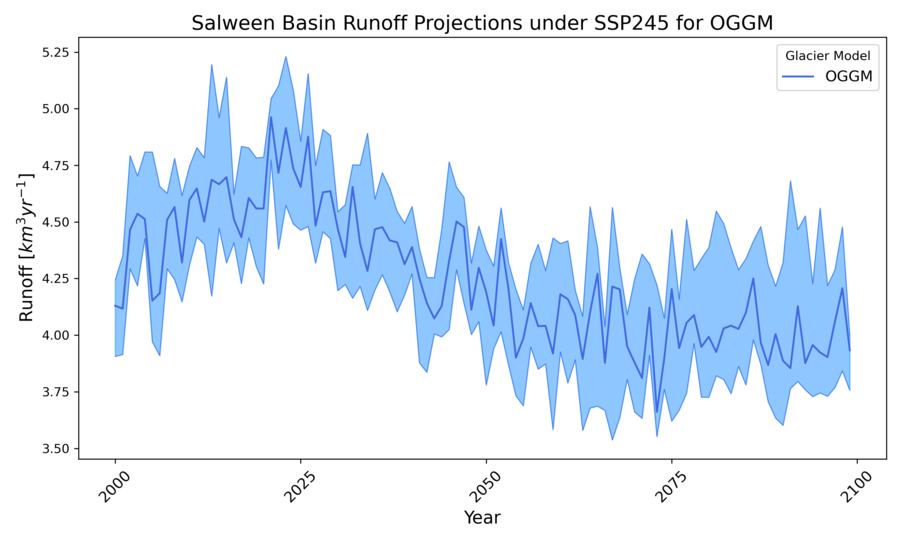 Salween Basin Runoff Projections under SSP245 for OGGM
Glacier Model
OGGM
Runoff [km³yr⁻¹]
5.25
5.00
4.75
4.50
4.25
4.00
3.75
3.50
2000
2025
2050
2075
2100
Year